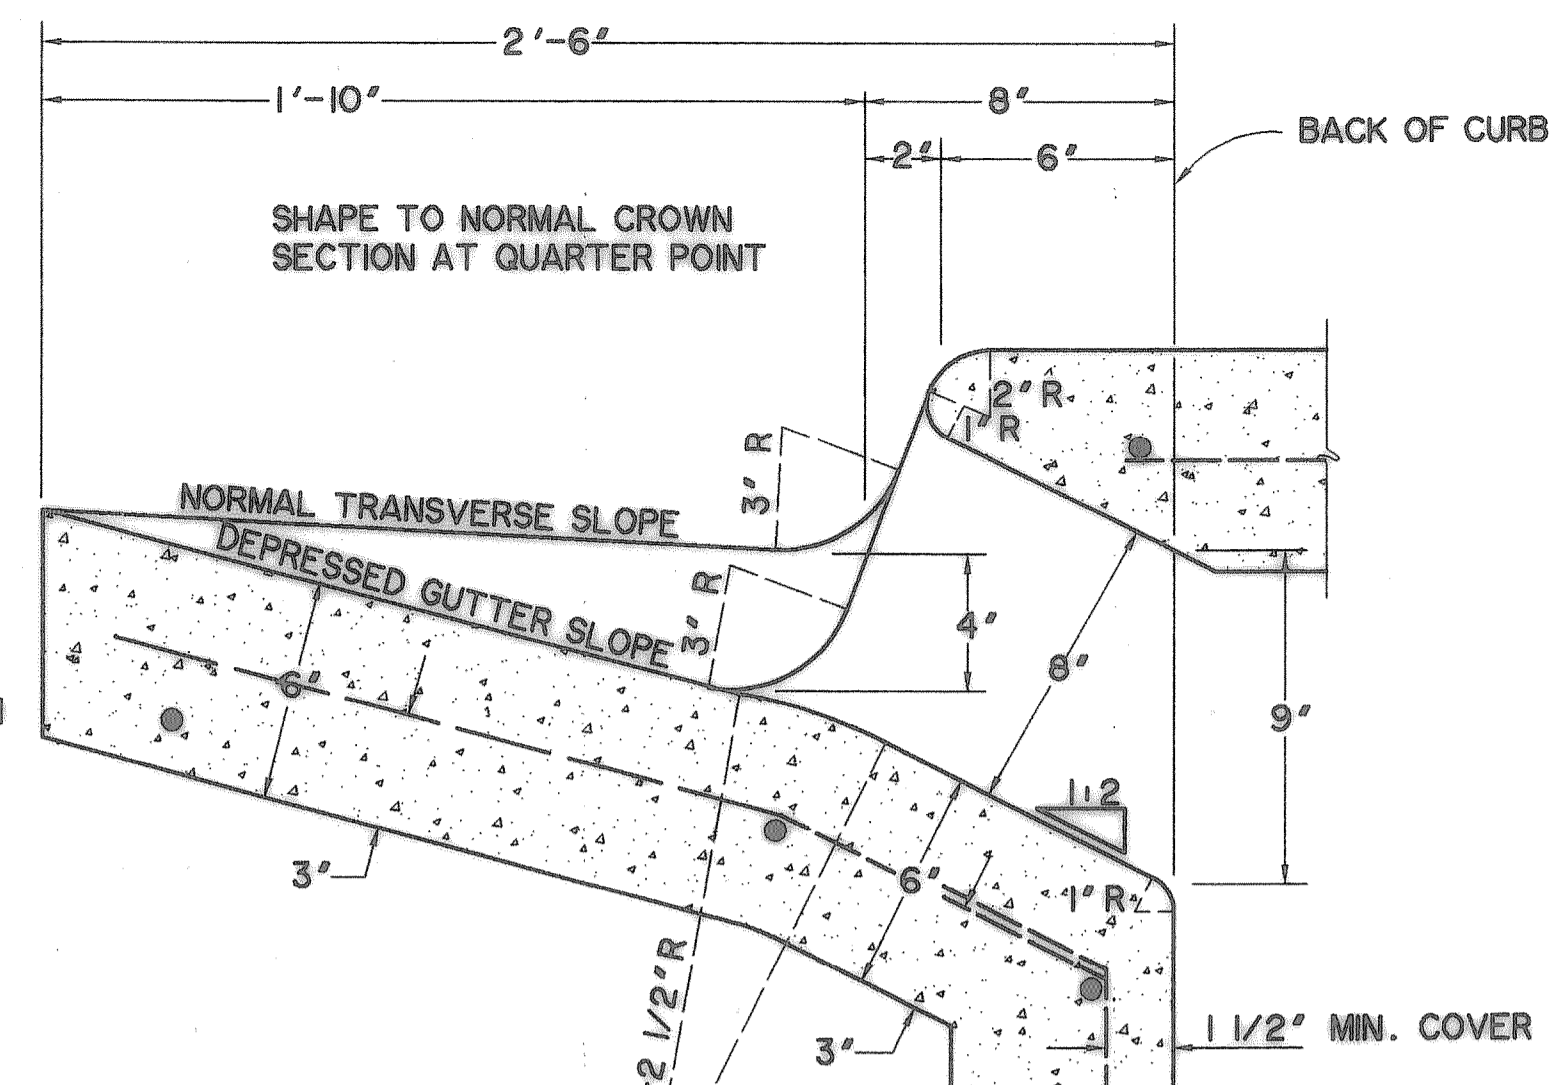 2'-6"
1'-10"
8"
BACK OF CURB
2"
6"
SHAPE TO NORMAL CROWN
SECTION AT QUARTER POINT
2" R
1" R
3" R
NORMAL TRANSVERSE SLOPE
DEPRESSED GUTTER SLOPE
3" R
4"
8"
6"
9"
1:2
3"
6"
1" R
2 1/2" R
1 1/2" MIN. COVER
3"